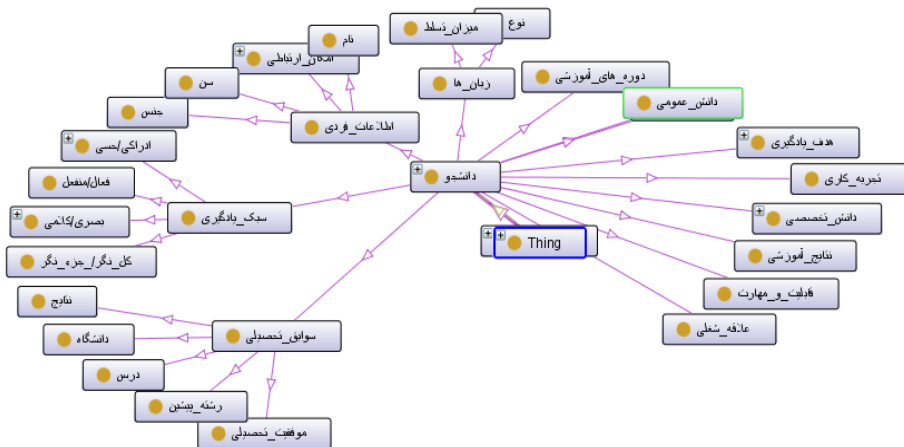 نوع
میزان_تسلط
نام
امکان_ارتباطی
سن
زبان_ها
دوره_های_آموزشی
دانش_عمومی
جنس
اطلاعات_فردی
ادراکی/حسی
هدف_یادگیری
دانشجو
تجربه_کاری
فعال/منفعل
بصری/کلامی
سبک_یادگیری
دانش_تخصصی
Thing
نتایج_آموزشی
کل_نگر/_جزء_نگر
قابلیت_و_مهارت
نتایج
علاقه_شغلی
دانشگاه
سوابق_تحصیلی
درس
رشته_پیشین
موفقیت_تحصیلی